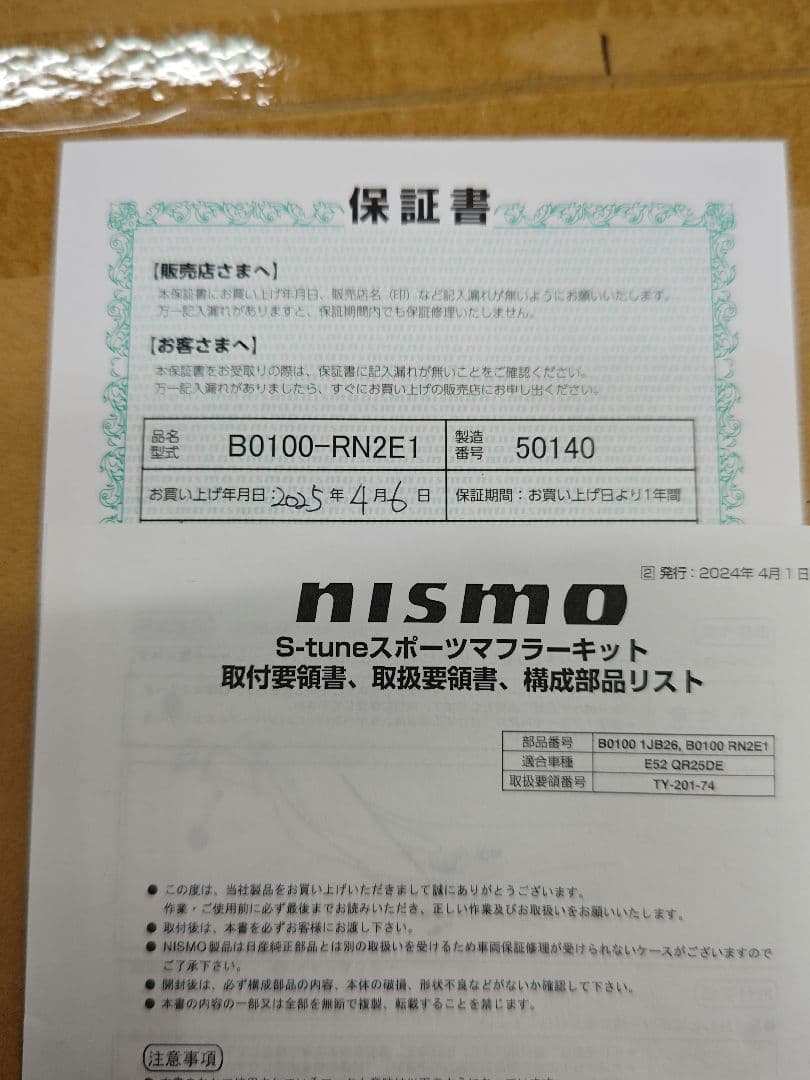 保証書
【販売店さまへ】
本保証書にお買い上げ年月日、販売店名(印)など記入漏れが無いようにお願いいたします。
万一記入漏れがありますと、保証期間内でも保証修理いたしません。
【お客さまへ】
本保証書をお受取りの際は、保証書に記入漏れが無いことをご確認ください。
万一記入漏れがありましたら、すぐにお買い上げの販売店にお申し出ください。
品名 型式 B0100-RN2E1 製造番号 50140
お買い上げ年月日:2025年4月6日 保証期間:お買い上げ日より1年間
2 発行:2024年 4月 1日
nismo
S-tuneスポーツマフラーキット
取付要領書、取扱要領書、構成部品リスト
部品番号 B0100 1JB26, B0100 RN2E1
適合車種 E52 QR25DE
取扱要領番号 TY-201-74
● この度は、当社製品をお買い上げいただきまして誠にありがとうございます。
作業・ご使用前に必ず最後までお読みいただき、正しい作業及びお取扱いをお願いいたします。
● 取付後は、本書を必ずお客様にお渡し下さい。
● NISMO製品は日産純正部品とは別の取扱いを受けるため車両保証修理が受けられないケースがございますので
ご了承下さい。
● 開封後は、必ず構成部品の内容、本体の破損、形状不良などがないか確認して下さい。
● 本書の内容の一部又は全部を無断で複製、転載することを禁じます。
注意事項